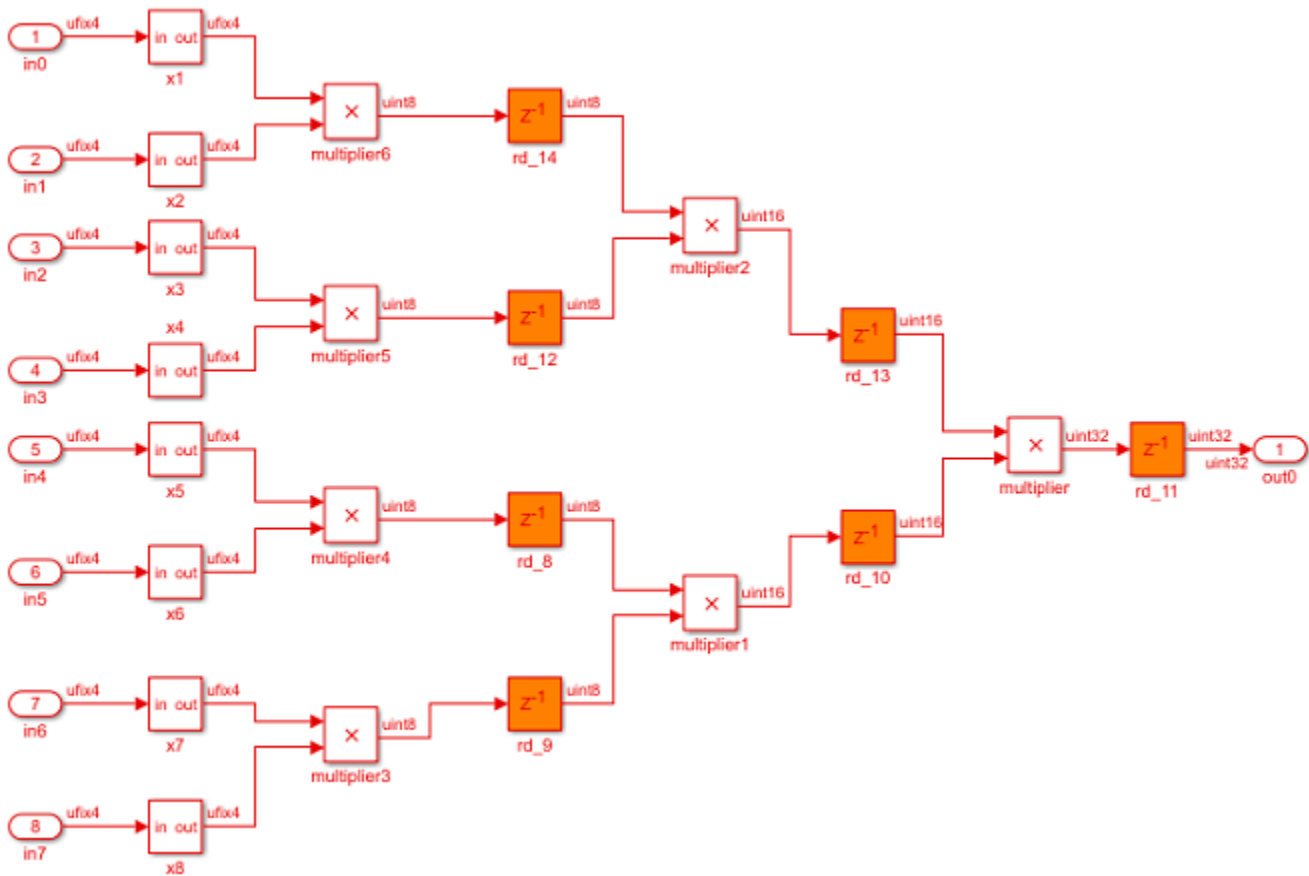 ufix4
1
in0
in out
ufix4
x1
ufix4
2
in1
in out
ufix4
x2
×
uint8
multiplier6
z-1
uint8
rd_14
ufix4
3
in2
in out
ufix4
x3
ufix4
4
in3
x4
in out
ufix4
×
uint8
multiplier5
z-1
uint8
rd_12
×
uint16
multiplier2
z-1
uint16
rd_13
ufix4
5
in4
in out
ufix4
x5
ufix4
6
in5
in out
ufix4
x6
×
uint8
multiplier4
z-1
uint8
rd_8
ufix4
7
in6
in out
ufix4
x7
ufix4
8
in7
in out
ufix4
x8
×
uint8
multiplier3
z-1
uint8
rd_9
×
uint16
multiplier1
z-1
uint16
rd_10
×
uint32
multiplier
z-1
uint32
uint32
rd_11
1
out0